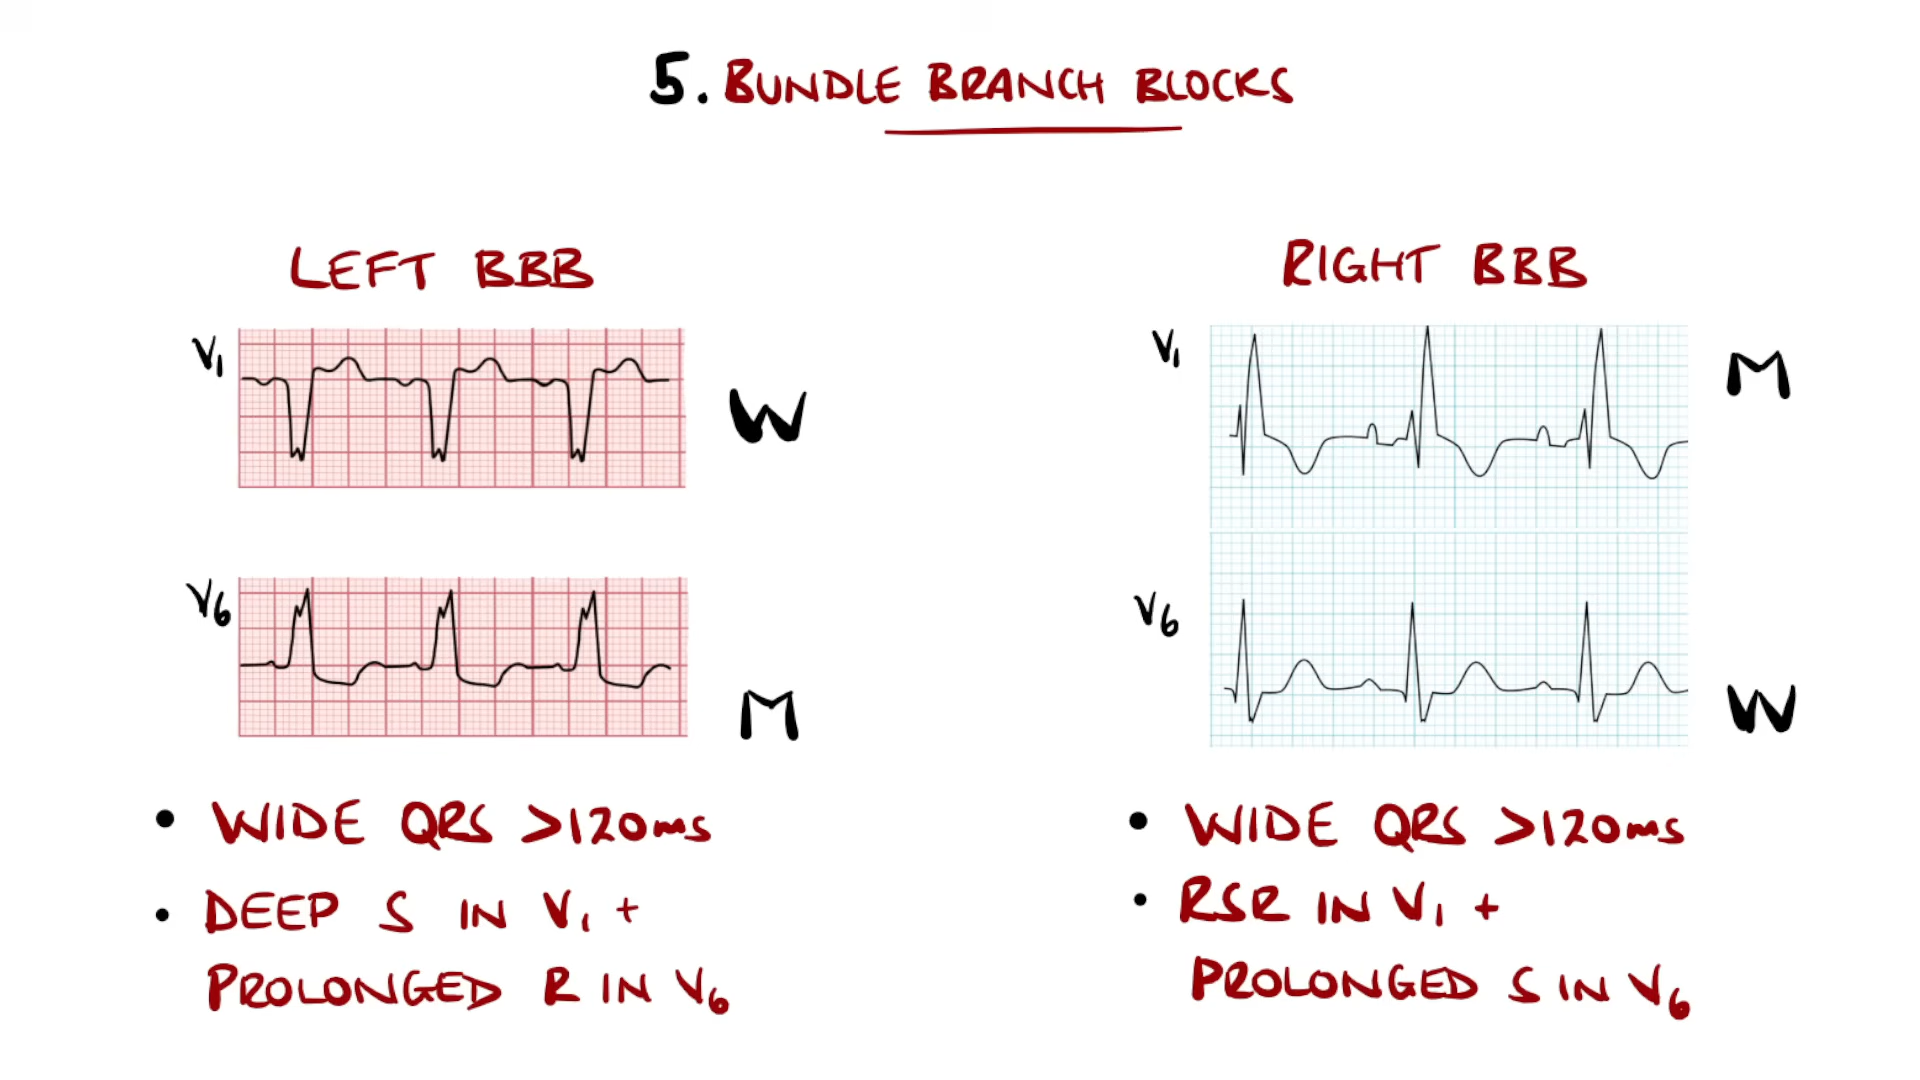 5. BUNDLE BRANCH BLOCKS
LEFT BBB
V1
W
V6
M
• WIDE QRS >120ms
• DEEP S IN V1 +
PROLONGED R IN V6
RIGHT BBB
V1
M
V6
W
• WIDE QRS >120ms
• RSR IN V1 +
PROLONGED S IN V6